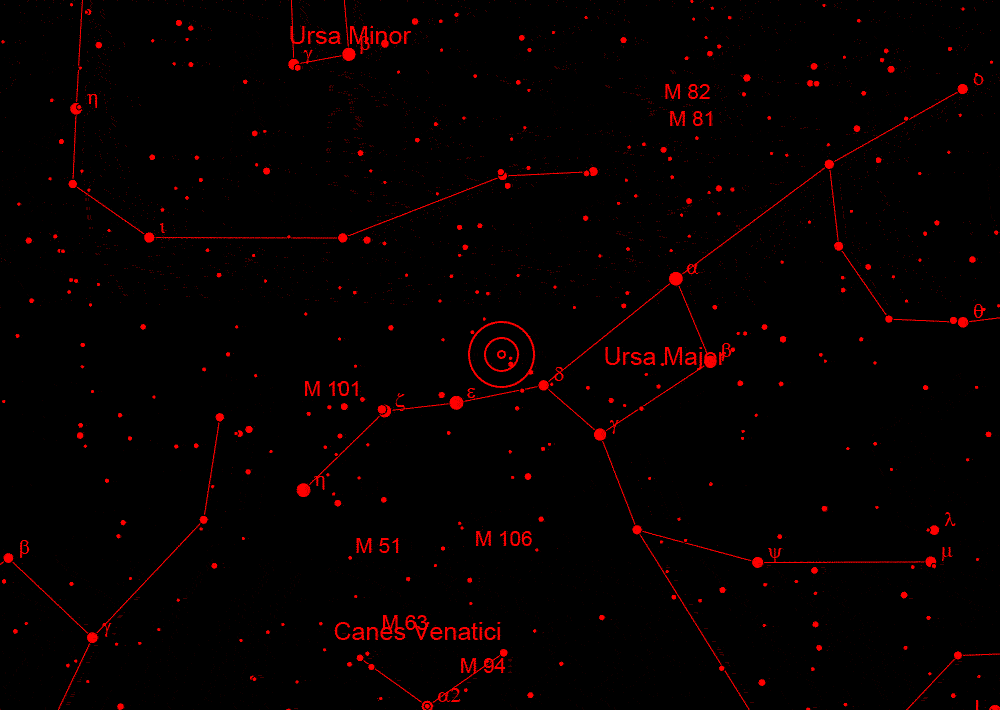 Ursa Minor
γ
β
δ
M 82
η
M 81
ι
α
θ
β
Ursa Major
δ
M 101
ζ
ε
γ
η
λ
M 106
M 51
β
ψ
μ
M 63
γ
Canes Venatici
M 94
α2